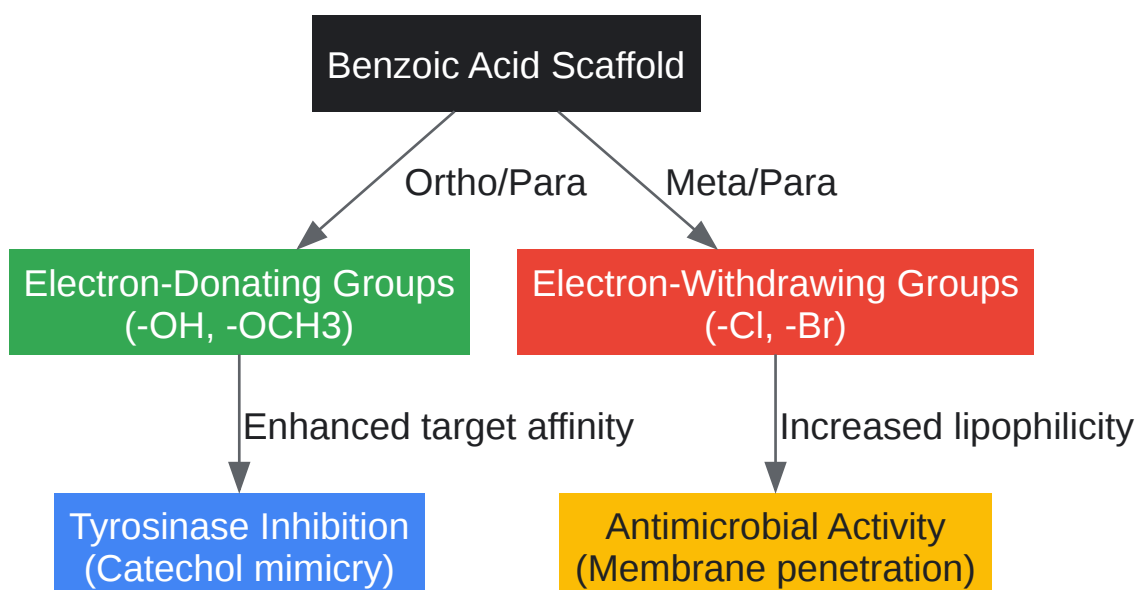 Benzoic Acid Scaffold
Ortho/Para
Meta/Para
Electron-Donating Groups
(-OH, -OCH3)
Electron-Withdrawing Groups
(-Cl, -Br)
Enhanced target affinity
Increased lipophilicity
Tyrosinase Inhibition
(Catechol mimicry)
Antimicrobial Activity
(Membrane penetration)